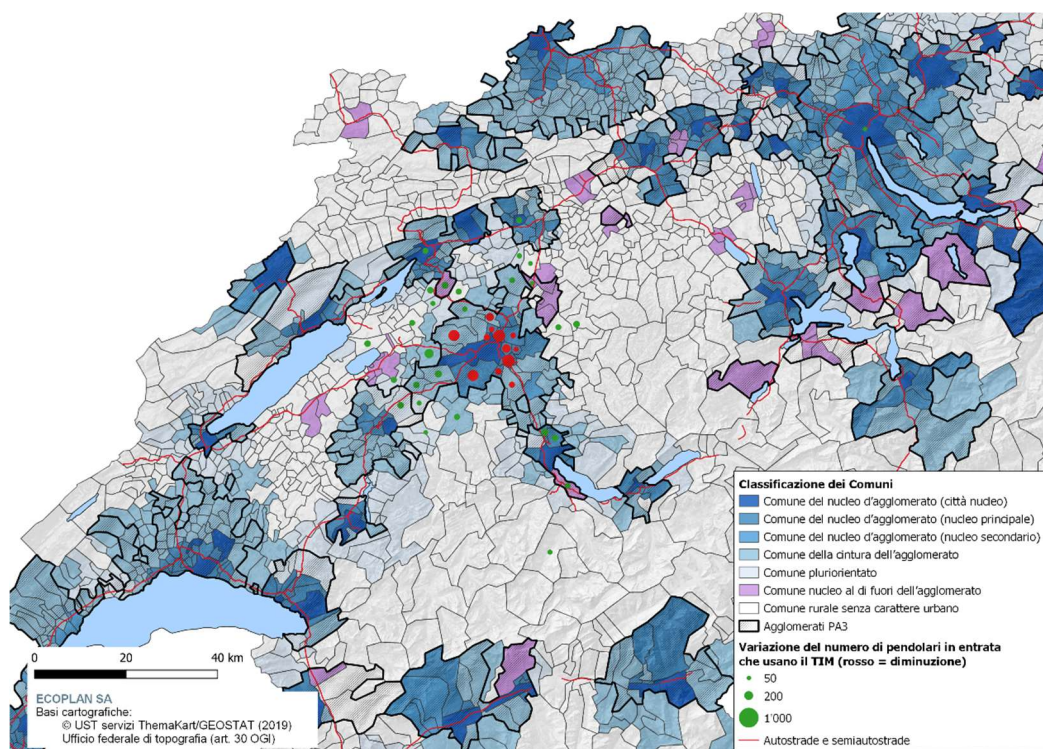 Classificazione dei Comuni
Comune del nucleo d'agglomerato (città nucleo)
Comune del nucleo d'agglomerato (nucleo principale)
Comune del nucleo d'agglomerato (nucleo secondario)
Comune della cintura dell'agglomerato
Comune pluriorientato
Comune nucleo al di fuori dell'agglomerato
Comune rurale senza carattere urbano
Agglomerati PA3
Variazione del numero di pendolari in entrata
che usano il TIM (rosso = diminuzione)
50
200
1'000
Autostrade e semiautostrade
0 20 40 km
ECOPLAN SA
Basi cartografiche:
© UST servizi ThemaKart/GEOSTAT (2019)
Ufficio federale di topografia (art. 30 OGI)